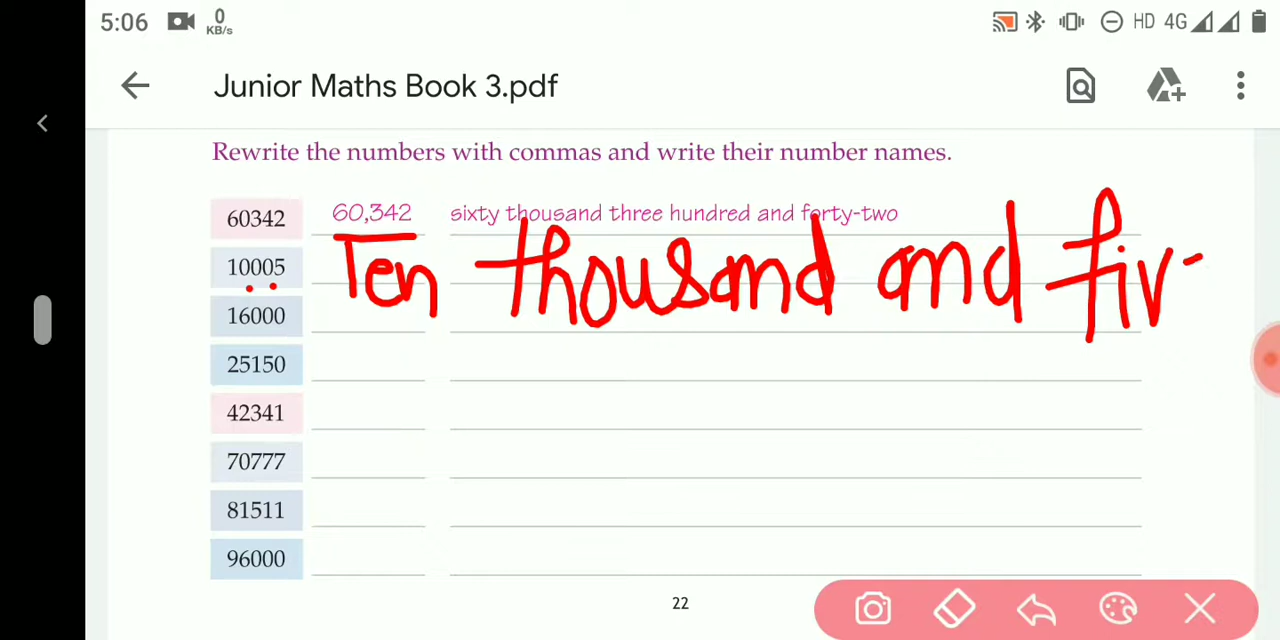 5:06 0 KB/s HD 4G
Junior Maths Book 3.pdf
Rewrite the numbers with commas and write their number names.
60342 60,342 sixty thousand three hundred and forty-two
10005 Ten thousand and fiv
16000
25150
42341
70777
81511
96000
22